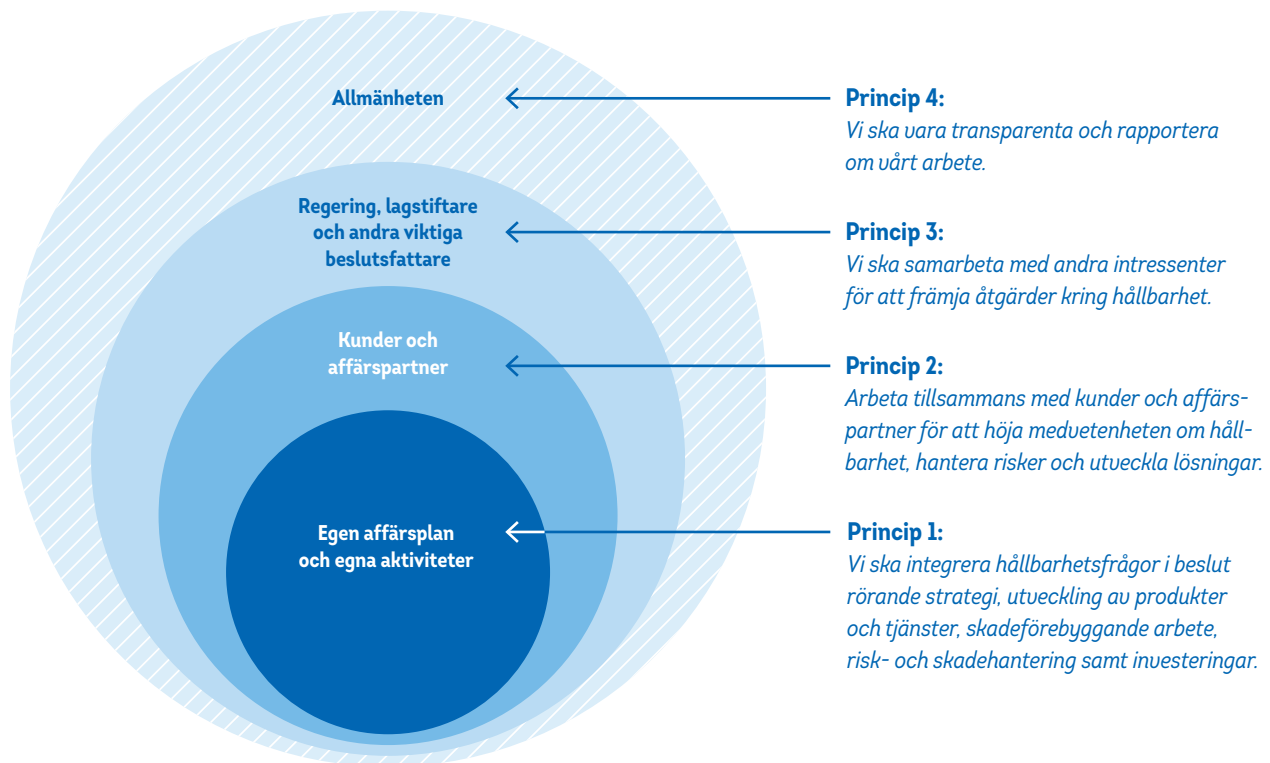 Allmänheten
Princip 4:
Vi ska vara transparenta och rapportera
om vårt arbete.
Regering, lagstiftare
och andra viktiga
beslutsfattare
Princip 3:
Vi ska samarbeta med andra intressenter
för att främja åtgärder kring hållbarhet.
Kunder och
affärspartner
Princip 2:
Arbeta tillsammans med kunder och affärs-
partner för att höja medvetenheten om håll-
barhet, hantera risker och utveckla lösningar.
Egen affärsplan
och egna aktiviteter
Princip 1:
Vi ska integrera hållbarhetsfrågor i beslut
rörande strategi, utveckling av produkter
och tjänster, skadeförebyggande arbete,
risk- och skadehantering samt investeringar.